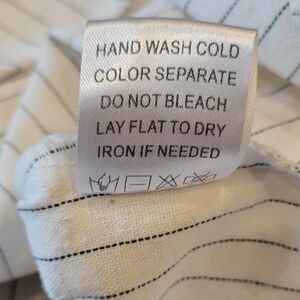 HAND WASH COLD
COLOR SEPARATE
DO NOT BLEACH
LAY FLAT TO DRY
IRON IF NEEDED